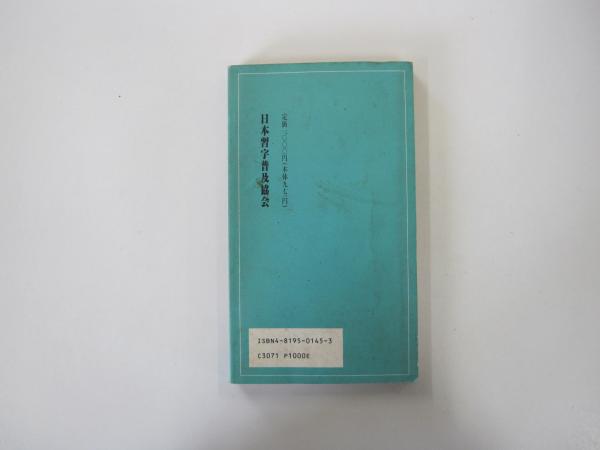 定価一、〇〇〇円(本体九七一円)
日本習字普及協会
ISBN4-8195-0145-3
C3071 P1000E